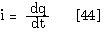 i = dq/dt [44]